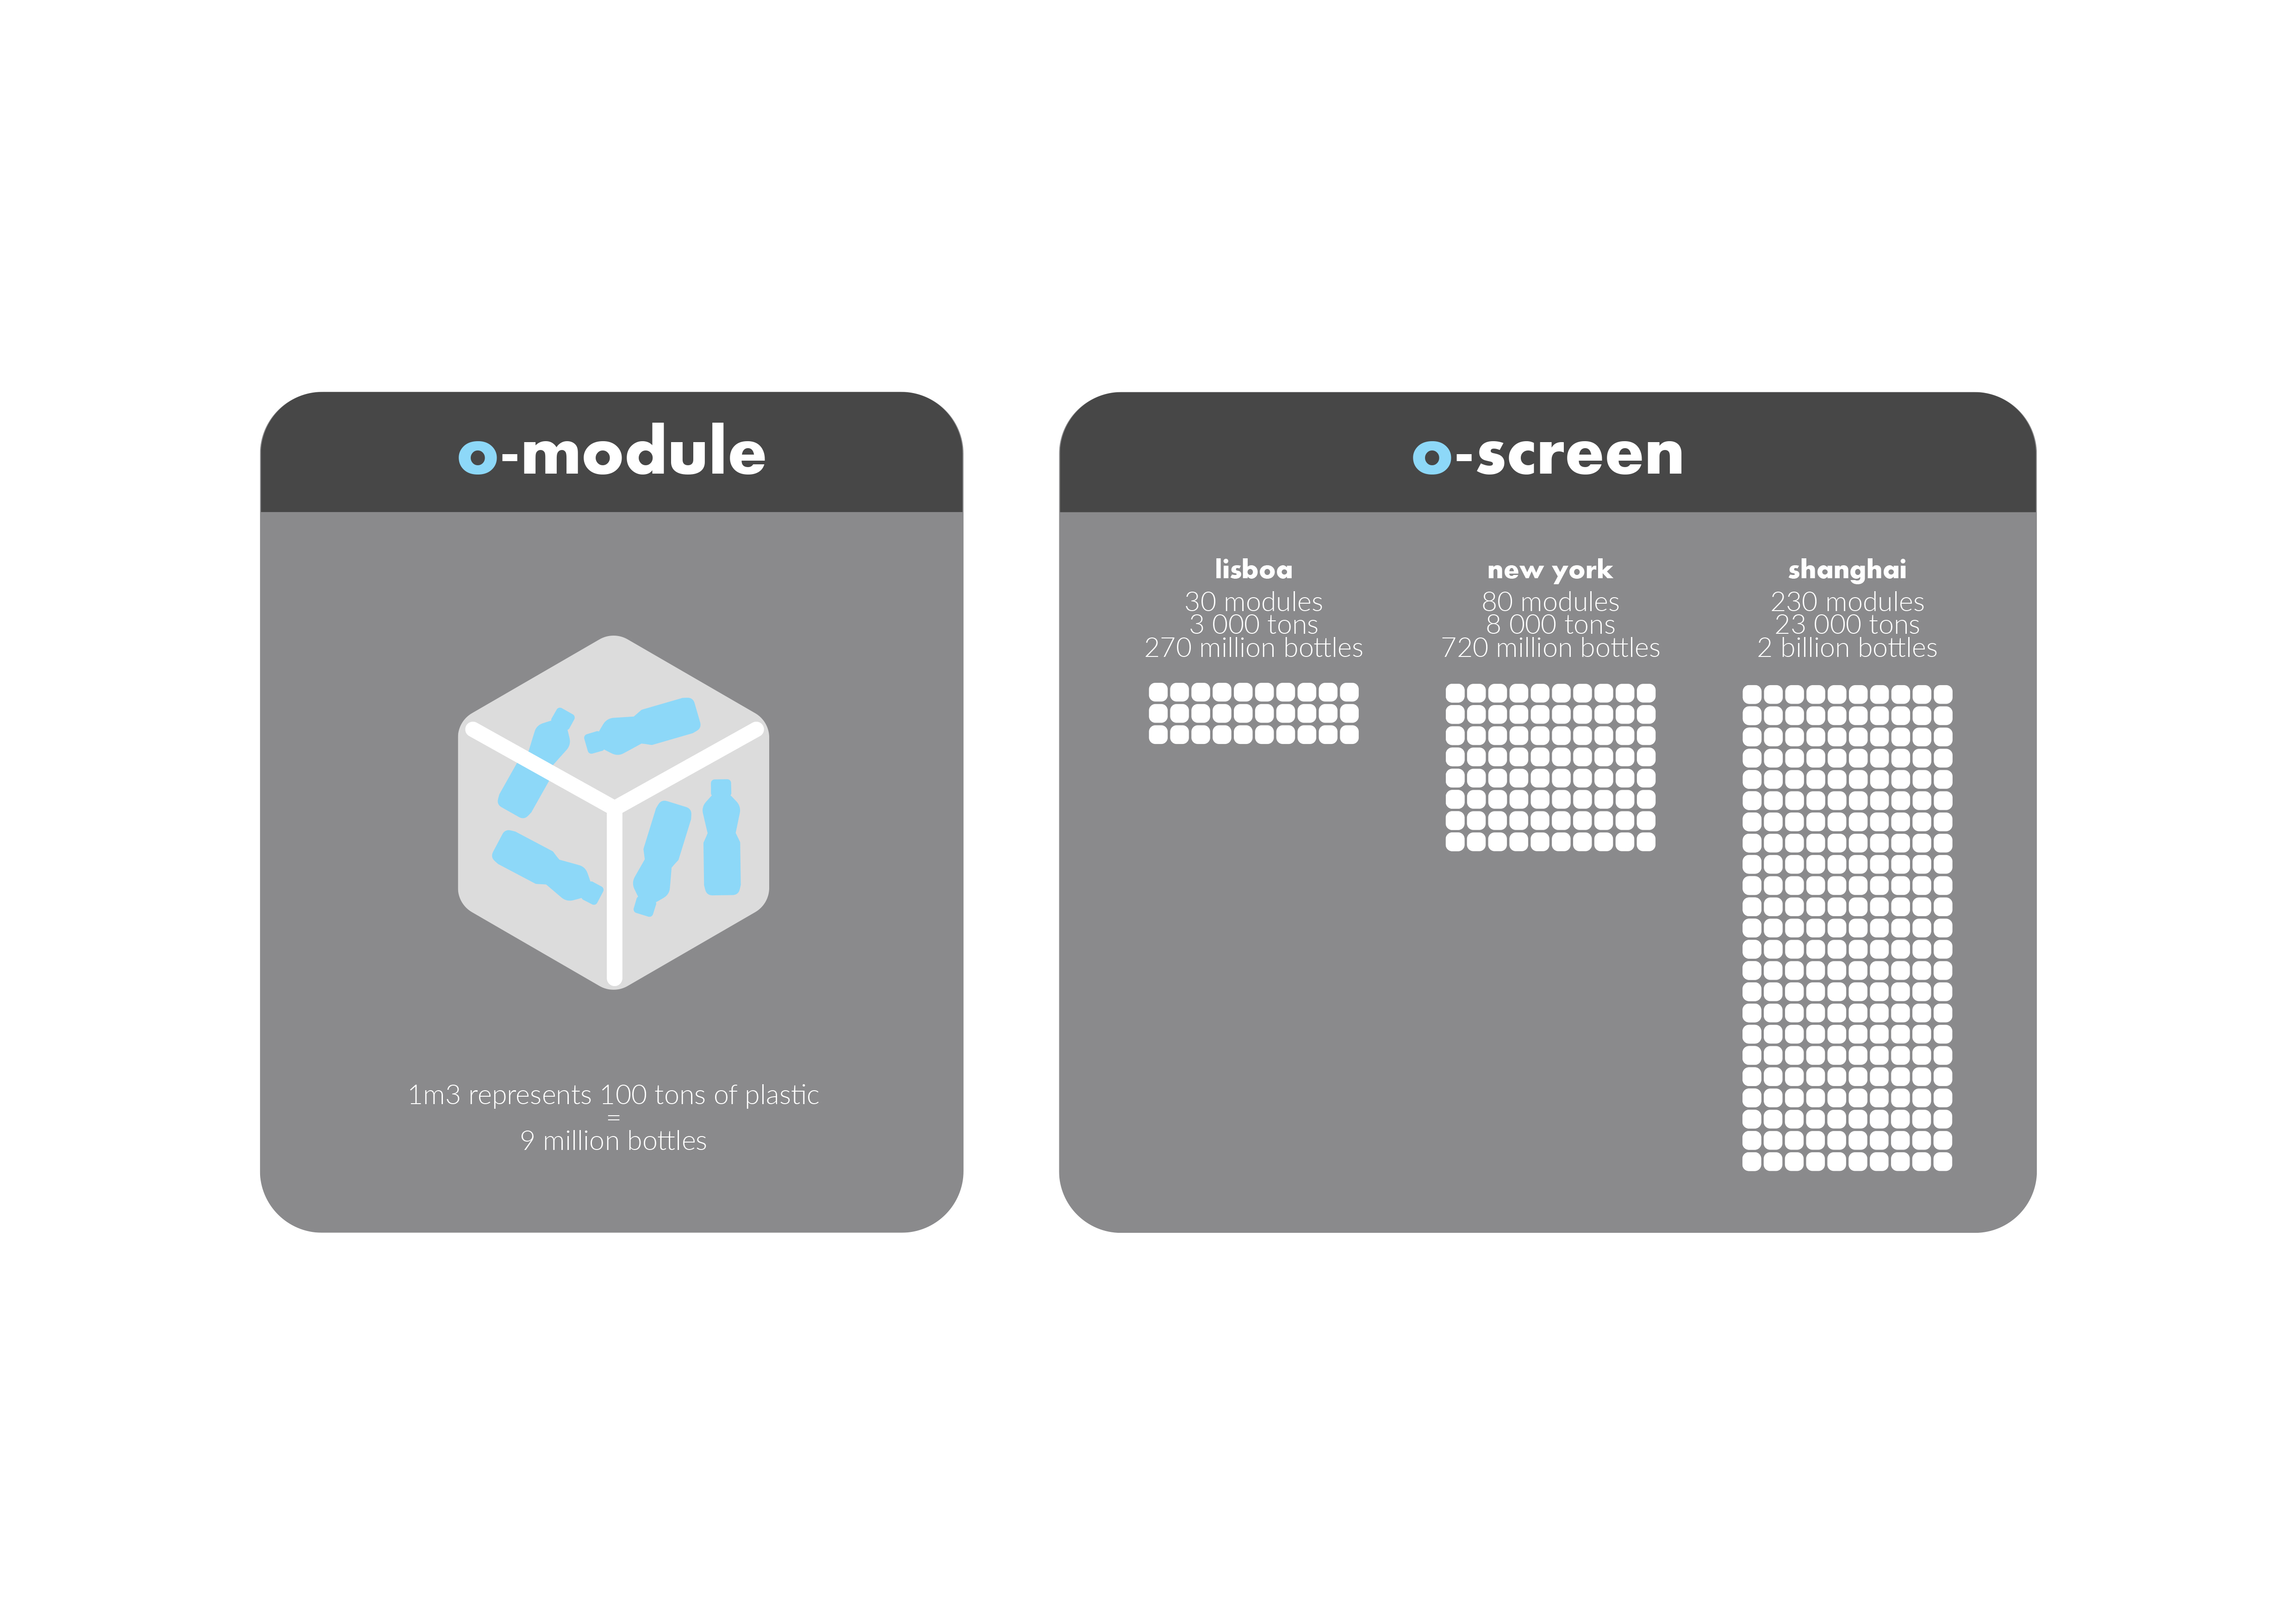 o-module
1m3 represents 100 tons of plastic
=
9 million bottles
o-screen
lisboa
30 modules
3 000 tons
270 million bottles
new york
80 modules
8 000 tons
720 million bottles
shanghai
230 modules
23 000 tons
2 billion bottles